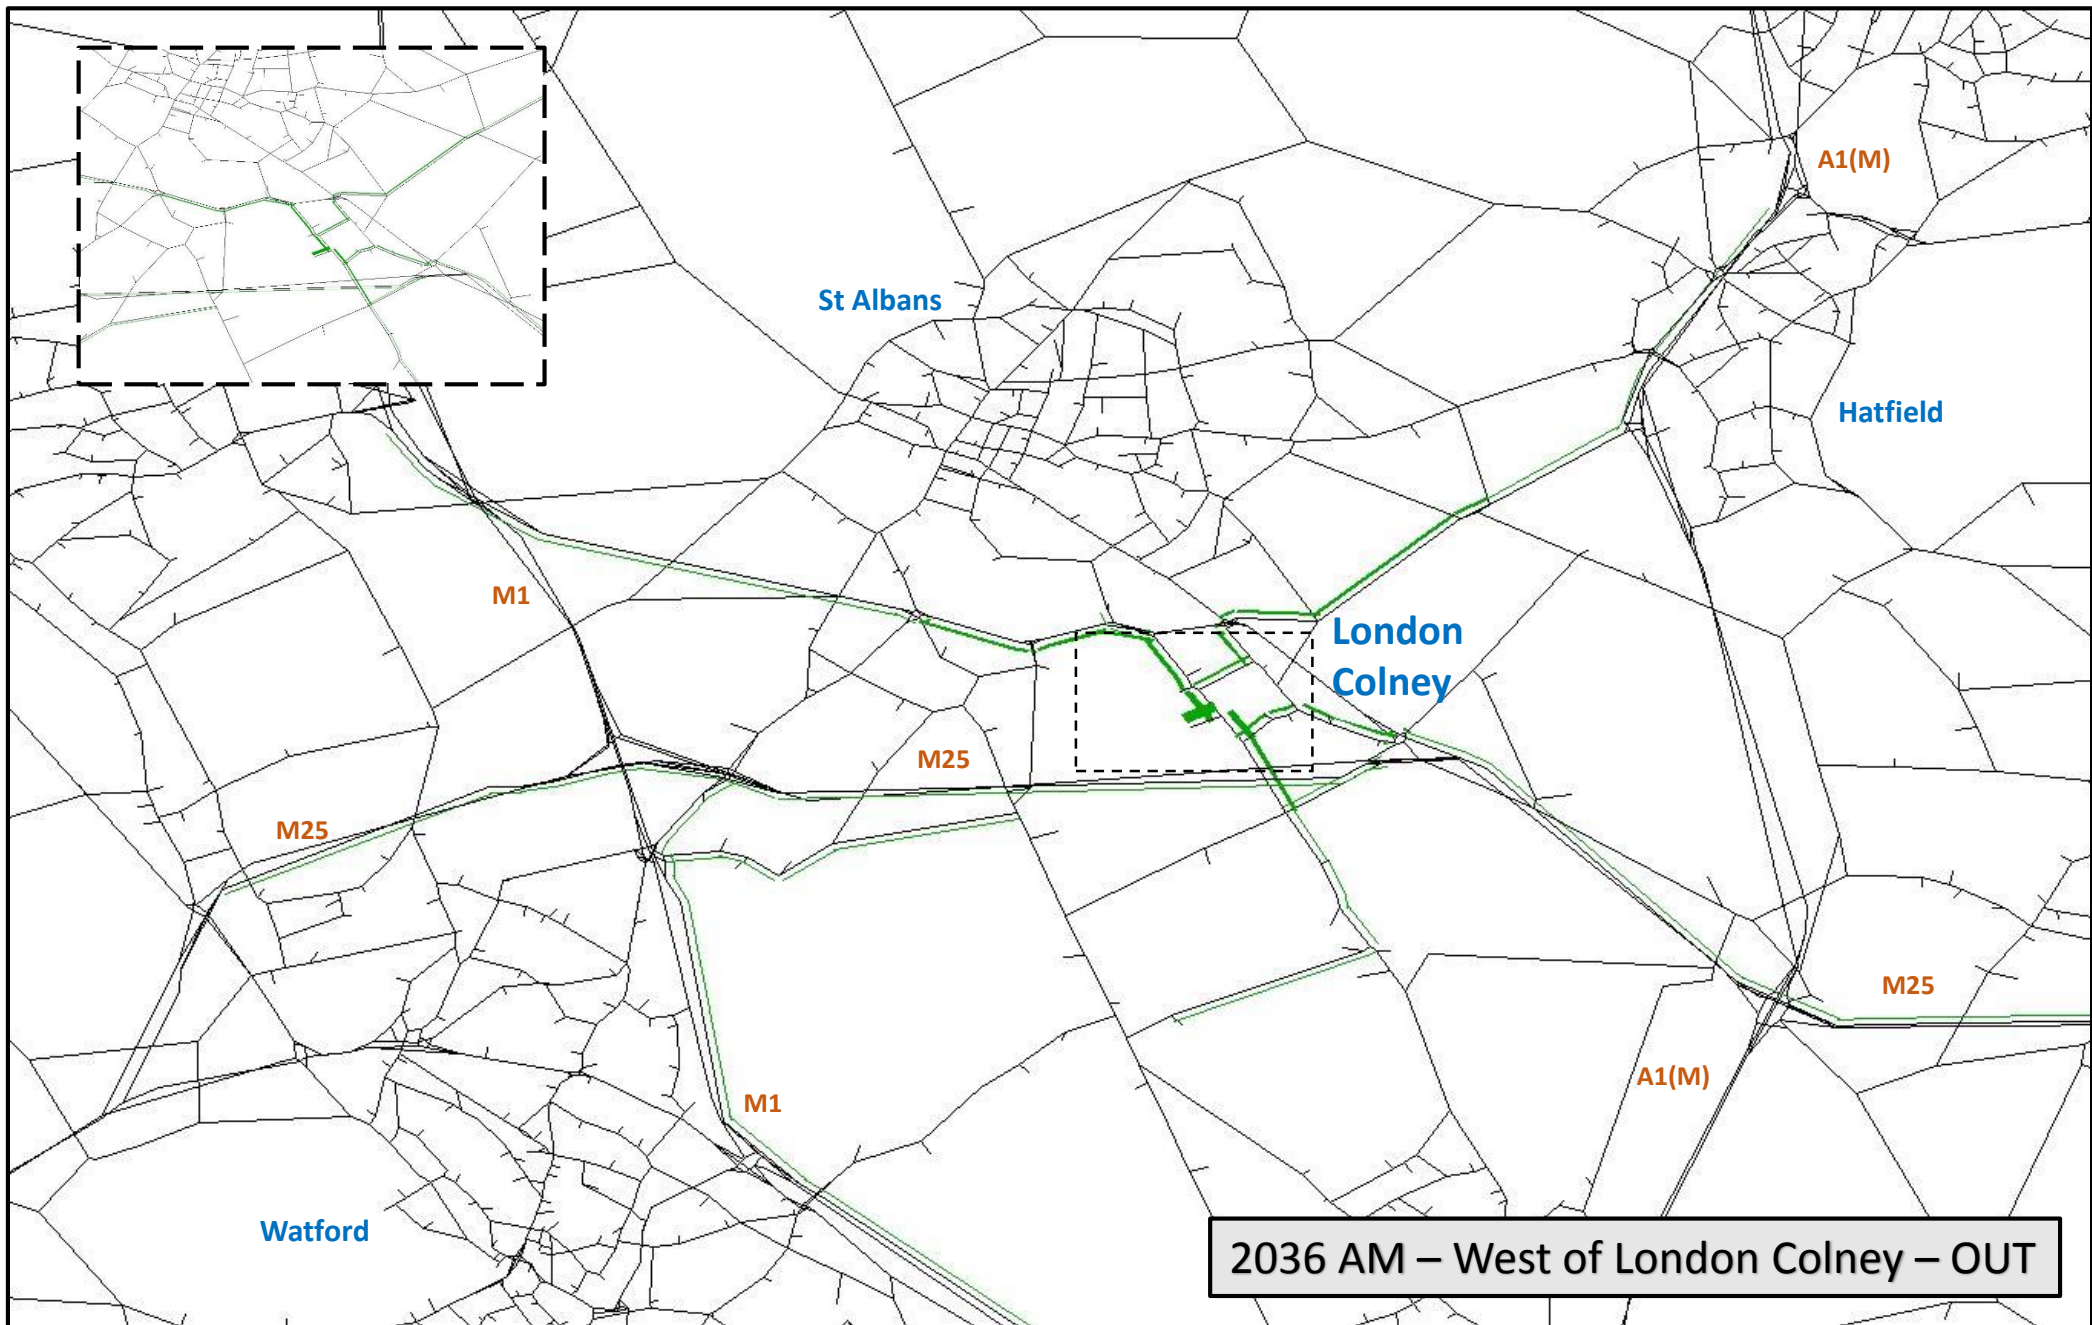 A1(M)
St Albans
Hatfield
M1
London
Colney
M25
M25
M25
A1(M)
M1
Watford
2036 AM – West of London Colney – OUT